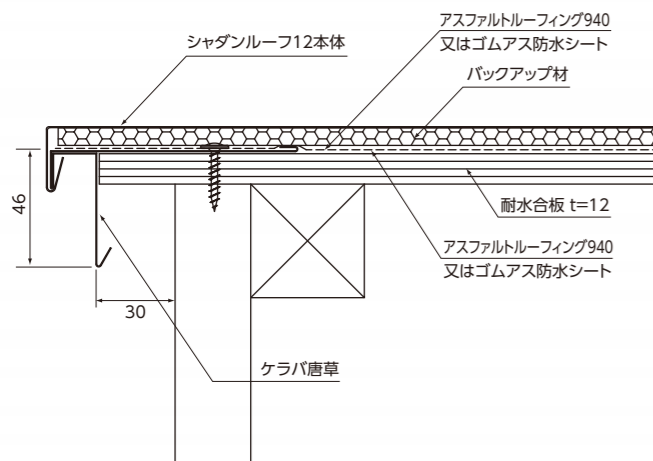 アスファルトルーフィング940
又はゴムアス防水シート
シャダンルーフ12本体
バックアップ材
46
耐水合板 t=12
アスファルトルーフィング940
又はゴムアス防水シート
30
ケラバ唐草